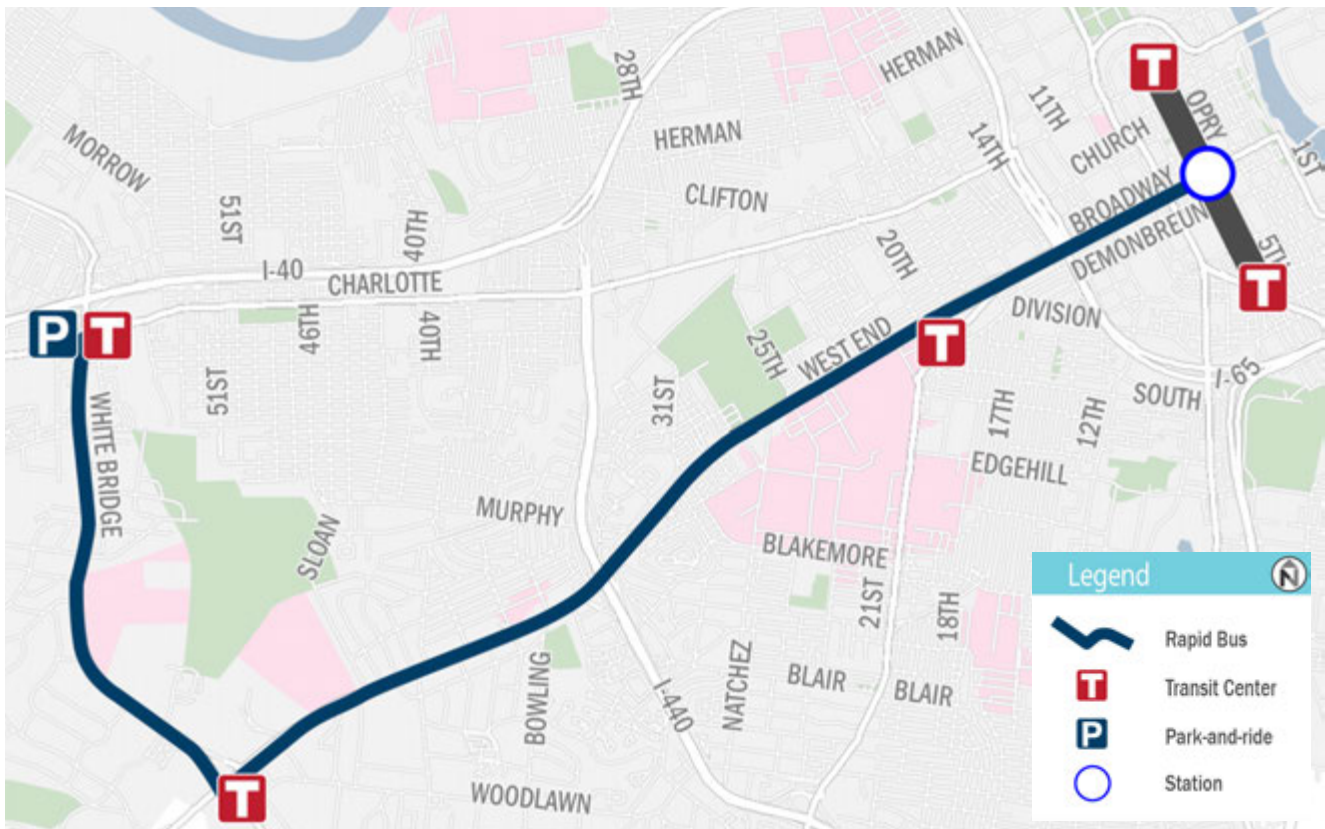 28TH
HERMAN
11TH
OPRY
T
MORROW
HERMAN
14TH
CHURCH
1ST
51ST
40TH
CLIFTON
20TH
BROADWAY
DEMONBREUN
I-40
CHARLOTTE
5TH
T
P
T
46TH
40TH
25TH
WEST END
T
DIVISION
51ST
31ST
17TH
12TH
SOUTH
I-65
WHITE BRIDGE
EDGEHILL
SLOAN
MURPHY
BLAKEMORE
21ST
18TH
BOWLING
I-440
NATCHEZ
BLAIR
BLAIR
T
WOODLAWN
Legend
N
Rapid Bus
T
Transit Center
P
Park-and-ride
Station